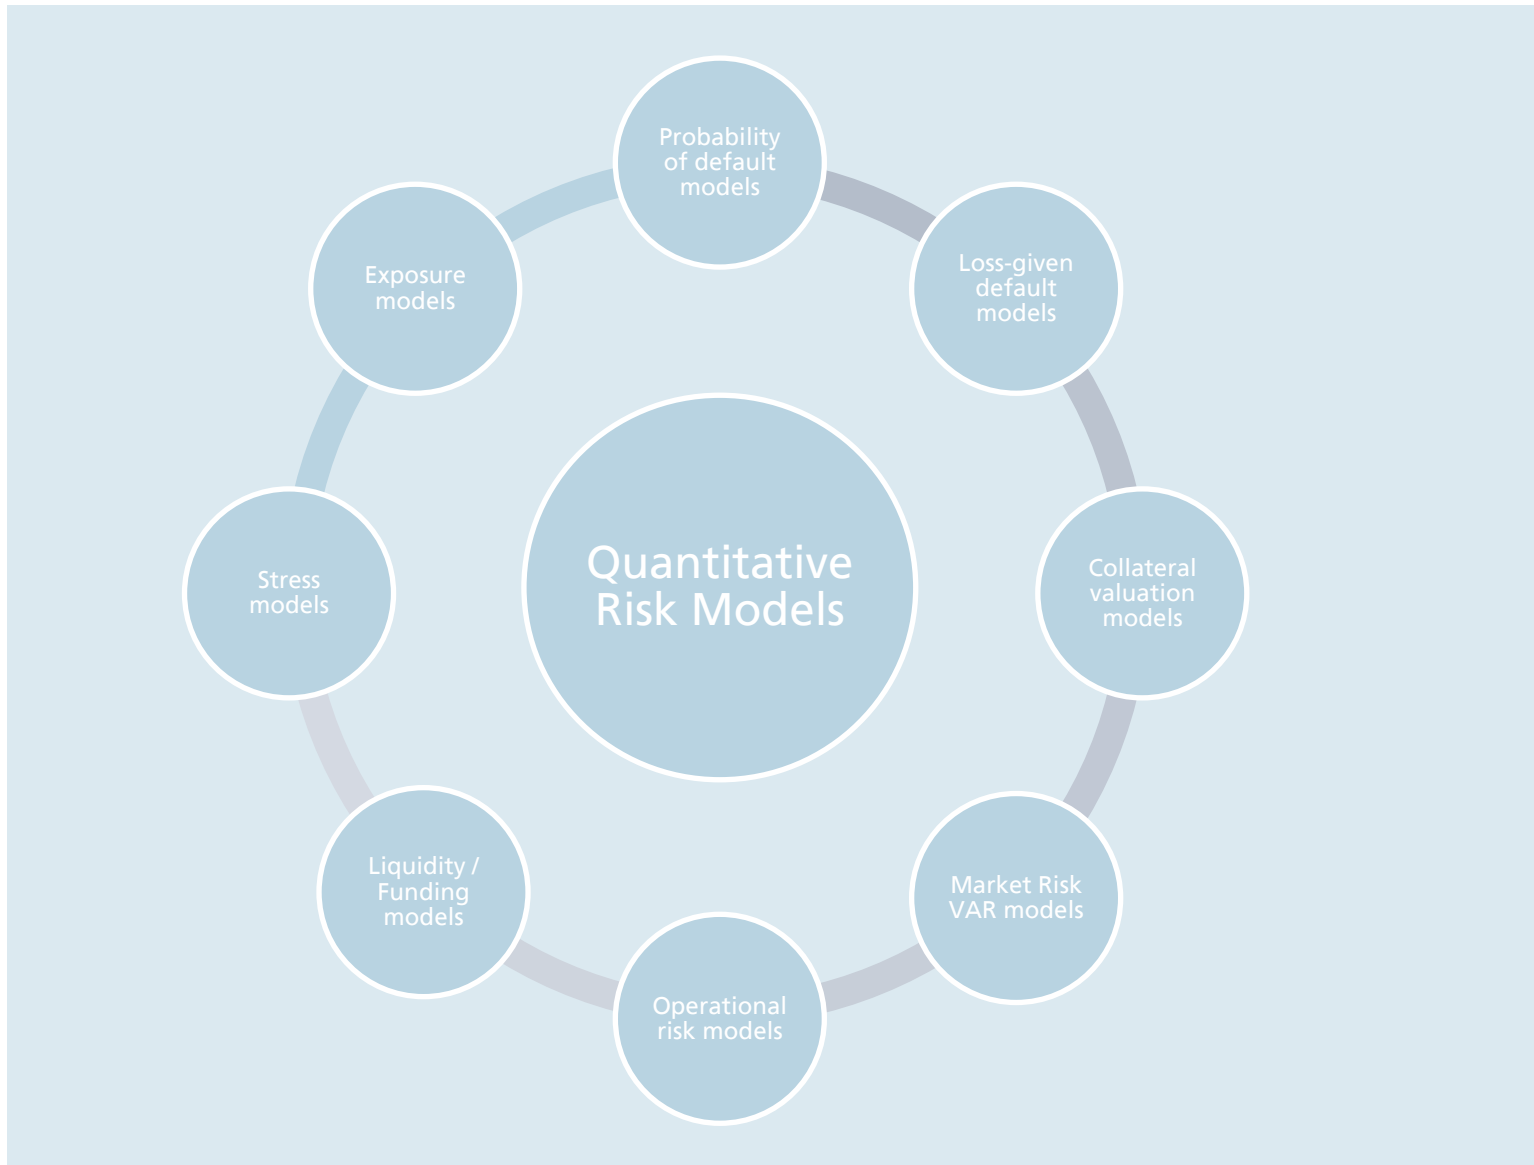 Probability
of default
models
Loss-given
default
models
Collateral
valuation
models
Market Risk
VAR models
Operational
risk models
Liquidity /
Funding
models
Stress
models
Exposure
models
Quantitative
Risk Models